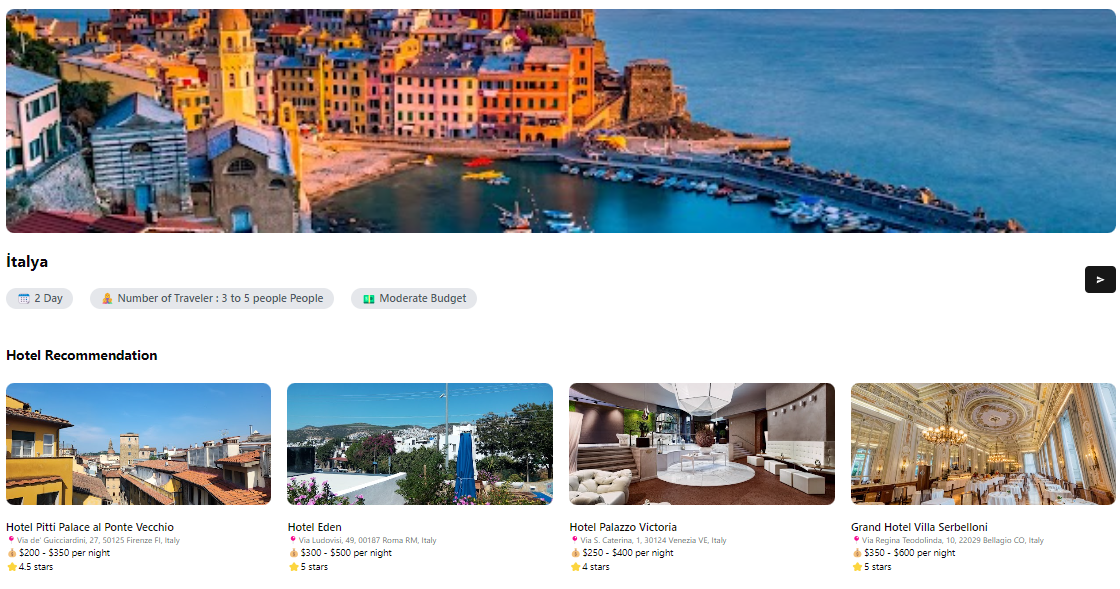 İtalya
2 Day
Number of Traveler : 3 to 5 people People
Moderate Budget
Hotel Recommendation
Hotel Pitti Palace al Ponte Vecchio
Via de' Guicciardini, 27, 50125 Firenze FI, Italy
$200 - $350 per night
4.5 stars
Hotel Eden
Via Ludovisi, 49, 00187 Roma RM, Italy
$300 - $500 per night
5 stars
Hotel Palazzo Victoria
Via S. Caterina, 1, 30124 Venezia VE, Italy
$250 - $400 per night
4 stars
Grand Hotel Villa Serbelloni
Via Regina Teodolinda, 10, 22029 Bellagio CO, Italy
$350 - $600 per night
5 stars